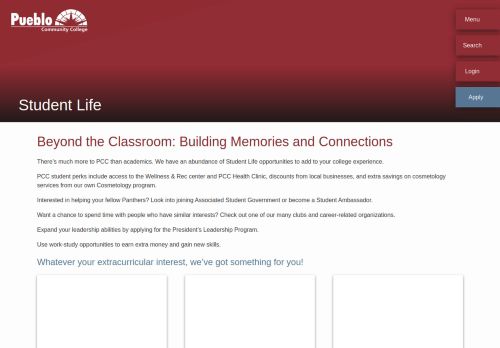 Pueblo
Community College
Menu
Search
Login
Apply
Student Life
Beyond the Classroom: Building Memories and Connections
There's much more to PCC than academics. We have an abundance of Student Life opportunities to add to your college experience.
PCC student perks include access to the Wellness & Rec center and PCC Health Clinic, discounts from local businesses, and extra savings on cosmetology
services from our own Cosmetology program.
Interested in helping your fellow Panthers? Look into joining Associated Student Government or become a Student Ambassador.
Want a chance to spend time with people who have similar interests? Check out one of our many clubs and career-related organizations.
Expand your leadership abilities by applying for the President's Leadership Program.
Use work-study opportunities to earn extra money and gain new skills.
Whatever your extracurricular interest, we've got something for you!